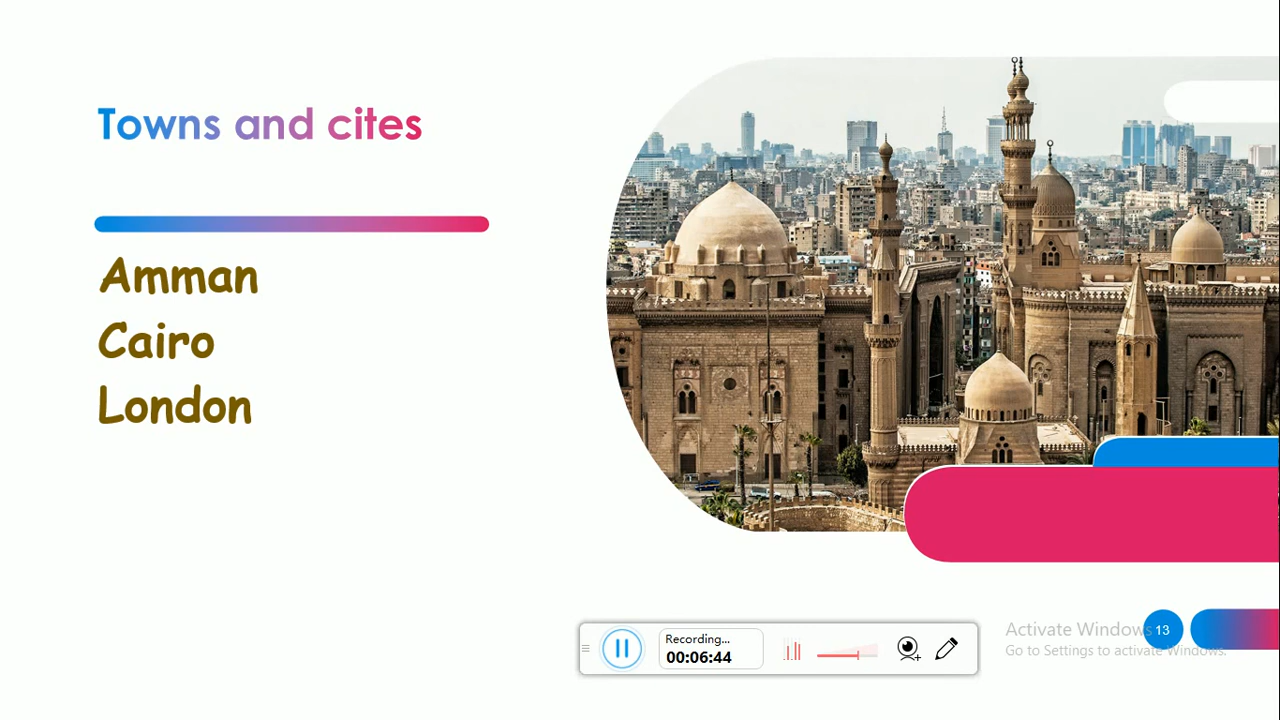 Towns and cites
Amman
Cairo
London
Recording...
00:06:44
Activate Windows
13
Go to Settings to activate Windows.